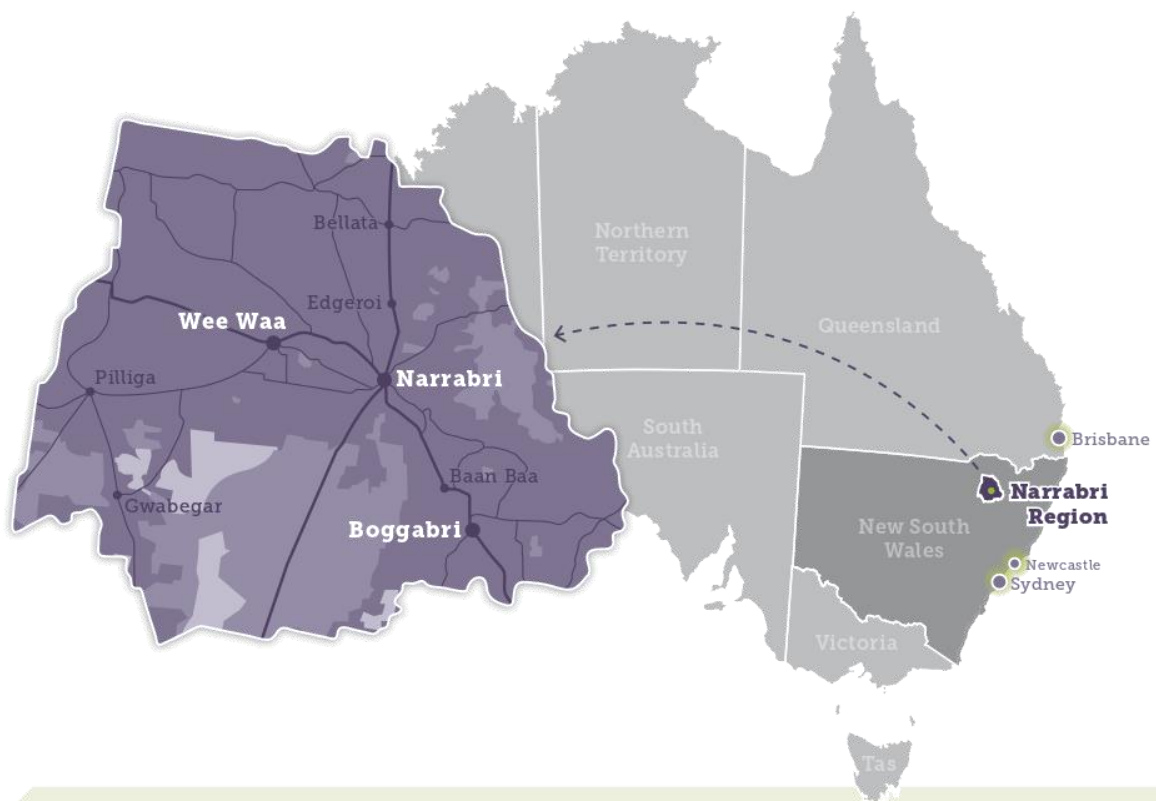 Bellata
Edgeroi
Wee Waa
Pilliga
Narrabri
Gwabegar
Baan Baa
Boggabri
Northern
Territory
Queensland
South
Australia
Brisbane
Narrabri
Region
New South
Wales
Newcastle
Sydney
Victoria
Tas